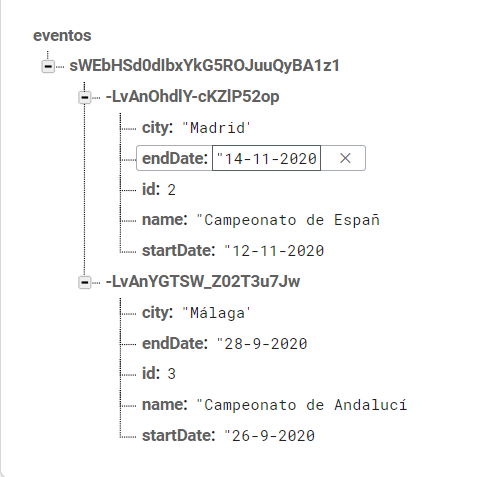 eventos
sWEbHSd0dIbxYkG5ROJuuQyBA1z1
-LvAnOhdlY-cKZlP52op
city: "Madrid'
endDate: "14-11-2020
id: 2
name: "Campeonato de Españ
startDate: "12-11-2020
-LvAnYGTSW_Z02T3u7Jw
city: "Málaga'
endDate: "28-9-2020
id: 3
name: "Campeonato de Andalucí
startDate: "26-9-2020